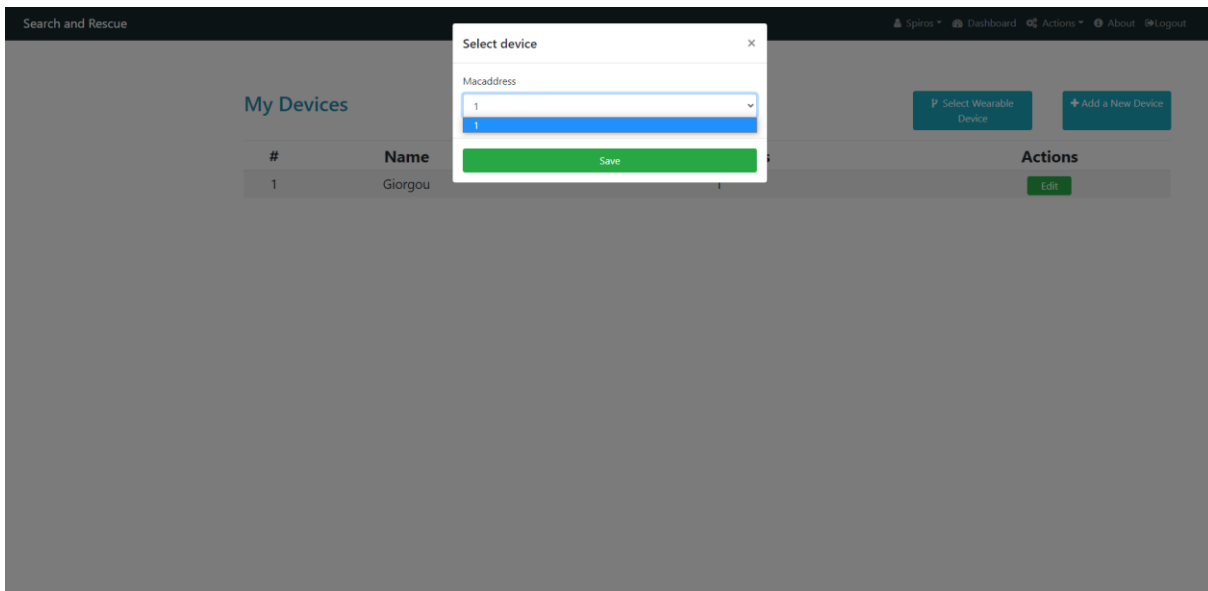 Search and Rescue
Spiros Dashboard Actions About Logout
Select device ×
Macaddress
1
1
Save
My Devices
Select Wearable
Device
+ Add a New Device
# Name Actions
1 Giorgou 1 Edit